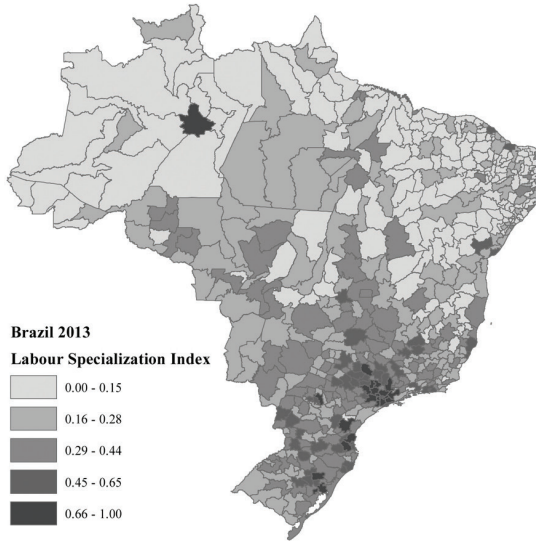 Brazil 2013
Labour Specialization Index
0.00 - 0.15
0.16 - 0.28
0.29 - 0.44
0.45 - 0.65
0.66 - 1.00